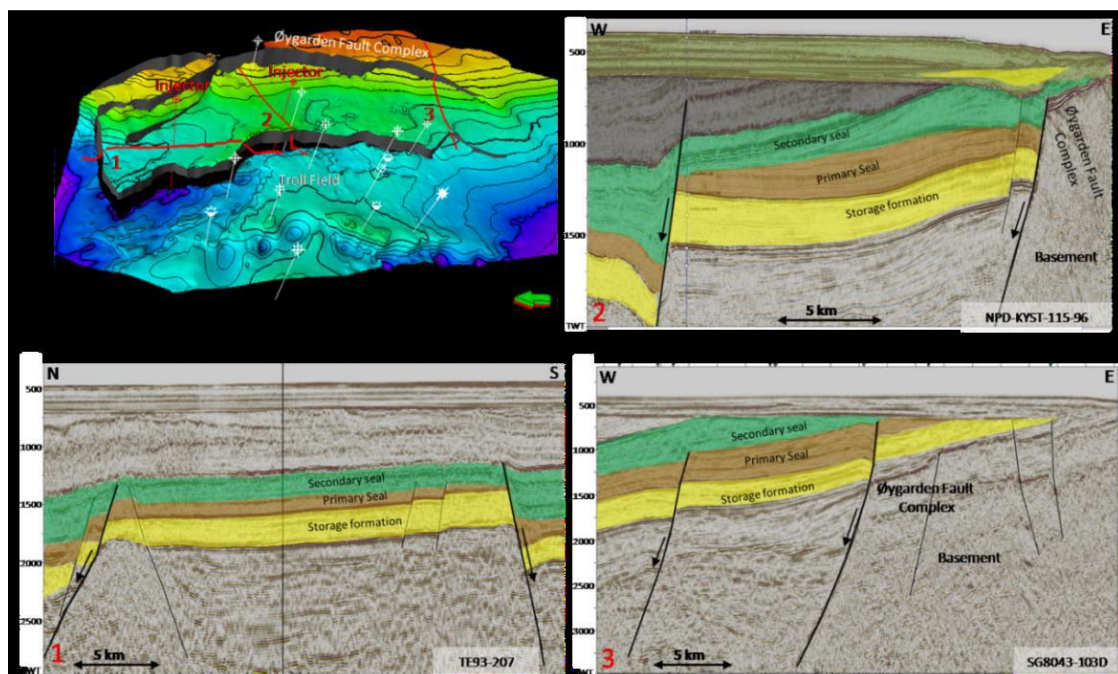 Øygarden Fault Complex
Injector
Injector
1
2
3
Troll Field
W
E
500
1000
1500
TWT
Secondary seal
Primary Seal
Storage formation
Øygarden Fault
Complex
Basement
5 km
2
NPD-KYST-115-96
N
S
500
1000
1500
2000
2500
TWT
Secondary seal
Primary Seal
Storage formation
1
5 km
TE93-207
W
E
500
1000
1500
2000
2500
3000
TWT
Secondary seal
Primary Seal
Storage formation
Øygarden Fault
Complex
Basement
3
5 km
SG8043-103D